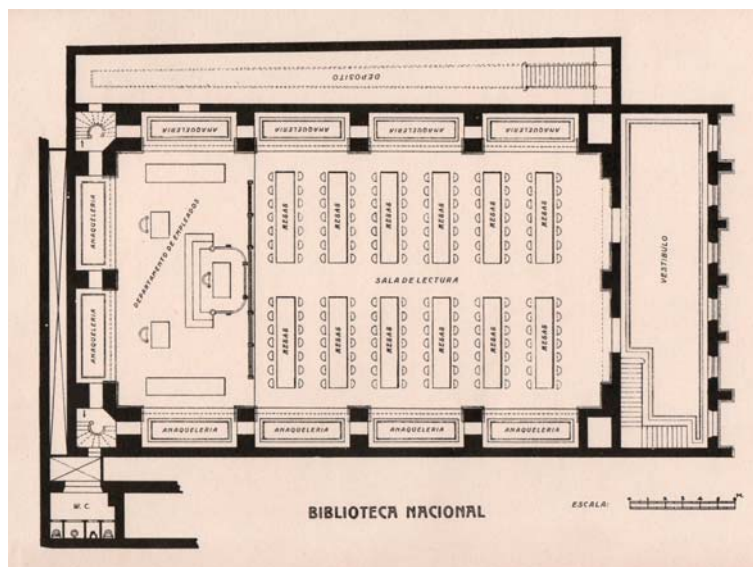 DEPOSITO
ANAQUELERIA
ANAQUELERIA
ANAQUELERIA
ANAQUELERIA
ANAQUELERIA
DEPARTAMENTO DE EMPLEADOS
MESAS
MESAS
MESAS
MESAS
MESAS
MESAS
SALA DE LECTURA
VESTIBULO
ANAQUELERIA
MESAS
MESAS
MESAS
MESAS
MESAS
MESAS
ANAQUELERIA
ANAQUELERIA
ANAQUELERIA
ANAQUELERIA
W.C.
BIBLIOTECA NACIONAL
ESCALA: